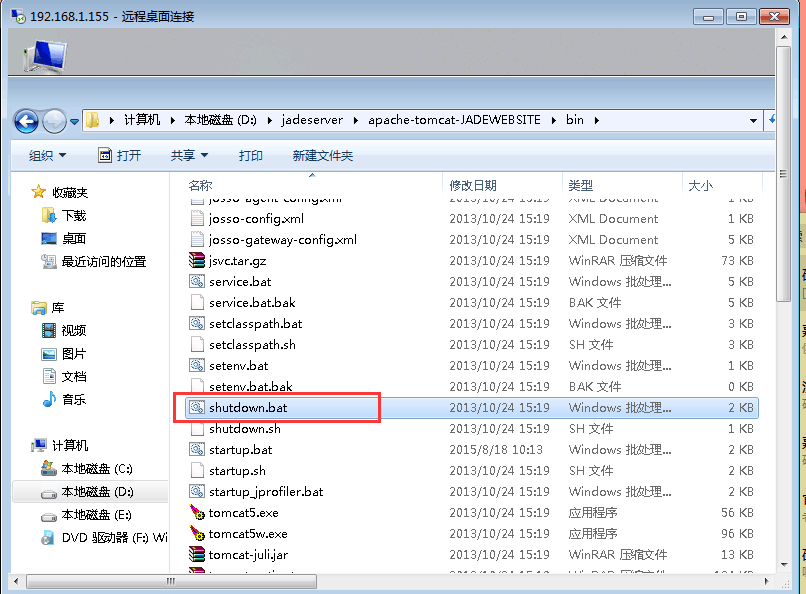 192.168.1.155 - 远程桌面连接
计算机 本地磁盘 (D:) jadeserver apache-tomcat-JADEWEBSITE bin
组织 打开 共享 打印 新建文件夹
名称 修改日期 类型 大小
收藏夹
下载
桌面
最近访问的位置
库
视频
图片
文档
音乐
计算机
本地磁盘 (C:)
本地磁盘 (D:)
本地磁盘 (E:)
DVD 驱动器 (F:) Wi
josso-agent-config.xml 2013/10/24 15:19 XML Document 1 KB
josso-config.xml 2013/10/24 15:19 XML Document 1 KB
josso-gateway-config.xml 2013/10/24 15:19 XML Document 5 KB
jsvc.tar.gz 2013/10/24 15:19 WinRAR 压缩文件 73 KB
service.bat 2013/10/24 15:19 Windows 批处理... 5 KB
service.bat.bak 2013/10/24 15:19 BAK 文件 5 KB
setclasspath.bat 2013/10/24 15:19 Windows 批处理... 3 KB
setclasspath.sh 2013/10/24 15:19 SH 文件 3 KB
setenv.bat 2013/10/24 15:19 Windows 批处理... 1 KB
setenv.bat.bak 2013/10/24 15:19 BAK 文件 0 KB
shutdown.bat 2013/10/24 15:19 Windows 批处理... 2 KB
shutdown.sh 2013/10/24 15:19 SH 文件 1 KB
startup.bat 2015/8/18 10:13 Windows 批处理... 2 KB
startup.sh 2013/10/24 15:19 SH 文件 2 KB
startup_jprofiler.bat 2013/10/24 15:19 Windows 批处理... 2 KB
tomcat5.exe 2013/10/24 15:19 应用程序 56 KB
tomcat5w.exe 2013/10/24 15:19 应用程序 96 KB
tomcat-juli.jar 2013/10/24 15:19 WinRAR 压缩文件 13 KB